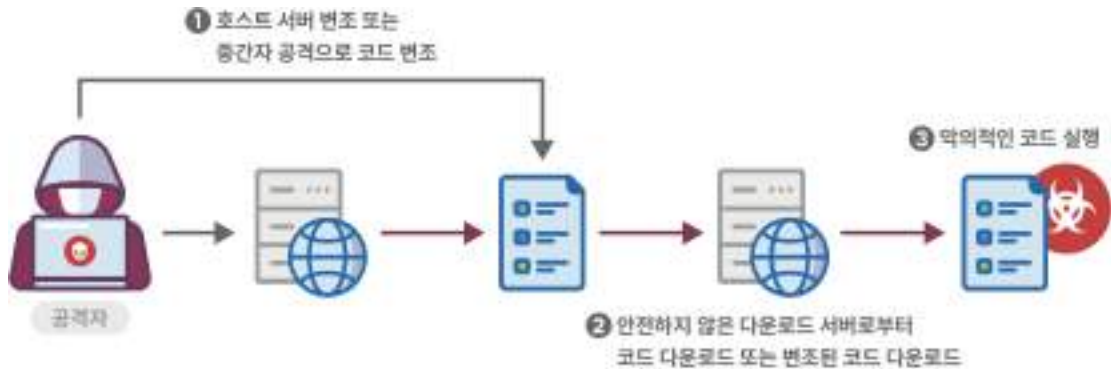 ❶ 호스트 서버 변조 또는
중간자 공격으로 코드 변조
❸ 악의적인 코드 실행
공격자
❷ 안전하지 않은 다운로드 서버로부터
코드 다운로드 또는 변조된 코드 다운로드